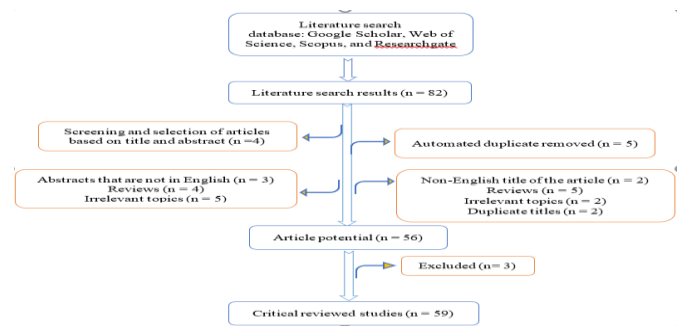 Literature search
database: Google Scholar, Web of
Science, Scopus, and Researchgate
Literature search results (n = 82)
Screening and selection of articles
based on title and abstract (n =4)
Automated duplicate removed (n = 5)
Abstracts that are not in English (n = 3)
Reviews (n = 4)
Irrelevant topics (n = 5)
Non-English title of the article (n = 2)
Reviews (n = 5)
Irrelevant topics (n = 2)
Duplicate titles (n = 2)
Article potential (n = 56)
Excluded (n= 3)
Critical reviewed studies (n = 59)